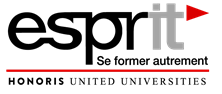 esprit
Se former autrement
HONORIS UNITED UNIVERSITIES